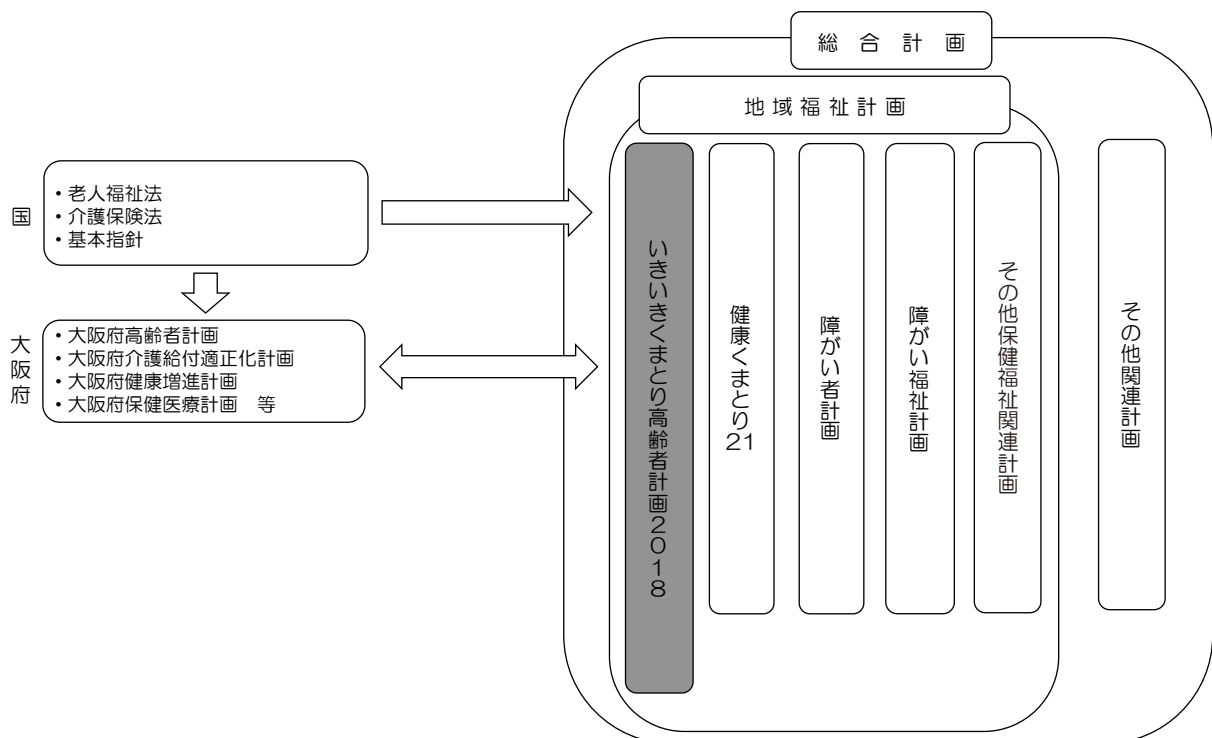 総合計画
地域福祉計画
国
・老人福祉法
・介護保険法
・基本指針
大阪府
・大阪府高齢者計画
・大阪府介護給付適正化計画
・大阪府健康増進計画
・大阪府保健医療計画　等
いきいきくまとり高齢者計画2018
健康くまとり21
障がい者計画
障がい福祉計画
その他保健福祉関連計画
その他関連計画